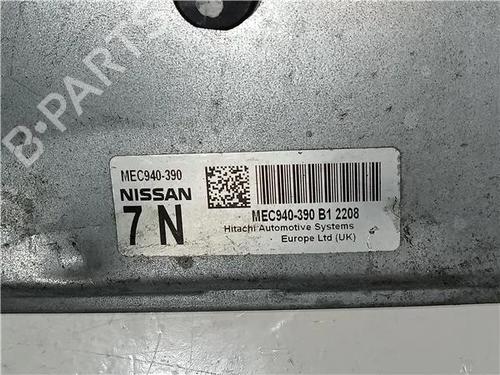 B-PARTS
MEC940-390
NISSAN
7 N
MEC940-390 B1 2208
Hitachi Automotive Systems
Europe Ltd (UK)